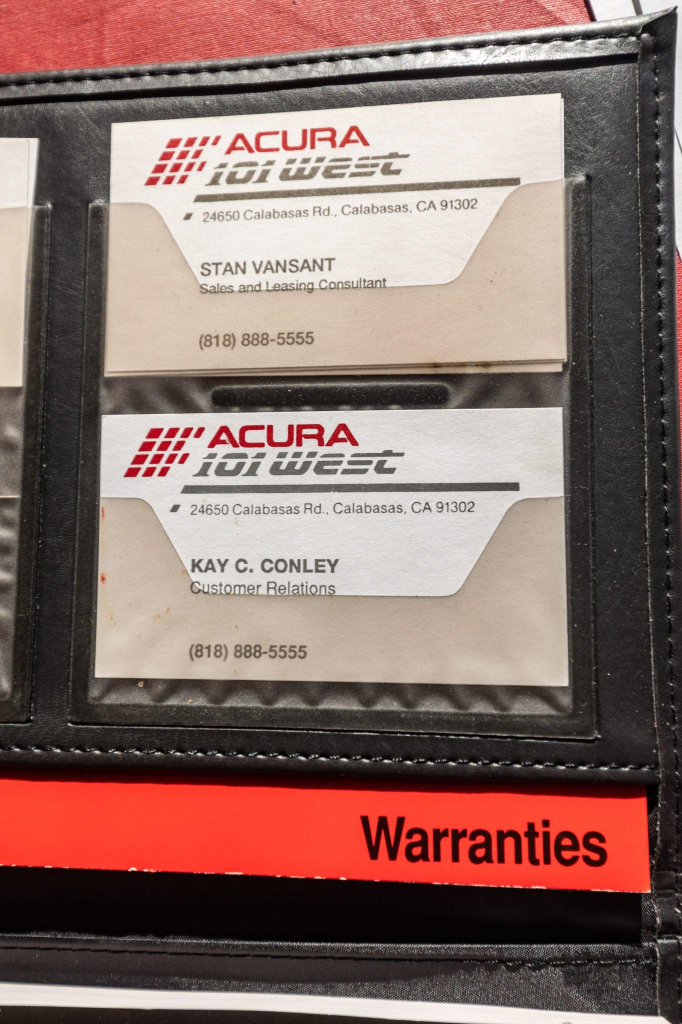 ACURA
101 West
24650 Calabasas Rd., Calabasas, CA 91302
STAN VANSANT
Sales and Leasing Consultant
(818) 888-5555
ACURA
101 West
24650 Calabasas Rd., Calabasas, CA 91302
KAY C. CONLEY
Customer Relations
(818) 888-5555
Warranties